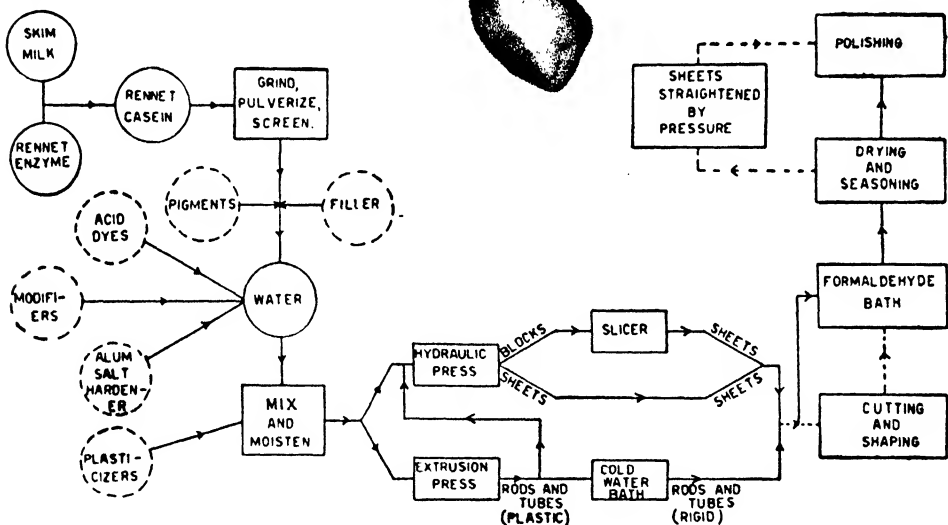 SKIM
MILK
RENNET
ENZYME
RENNET
CASEIN
GRIND,
PULVERIZE,
SCREEN.
PIGMENTS
FILLER
ACID
DYES
MODIFI-
ERS
ALUM
SALT
HARDEN-
ER
PLASTI-
CIZERS
WATER
MIX
AND
MOISTEN
HYDRAULIC
PRESS
BLOCKS
SHEETS
SLICER
SHEETS
SHEETS
EXTRUSION
PRESS
RODS AND
TUBES
(PLASTIC)
COLD
WATER
BATH
RODS AND
TUBES
(RIGID)
CUTTING
AND
SHAPING
FORMALDEHYDE
BATH
DRYING
AND
SEASONING
SHEETS
STRAIGHTENED
BY
PRESSURE
POLISHING